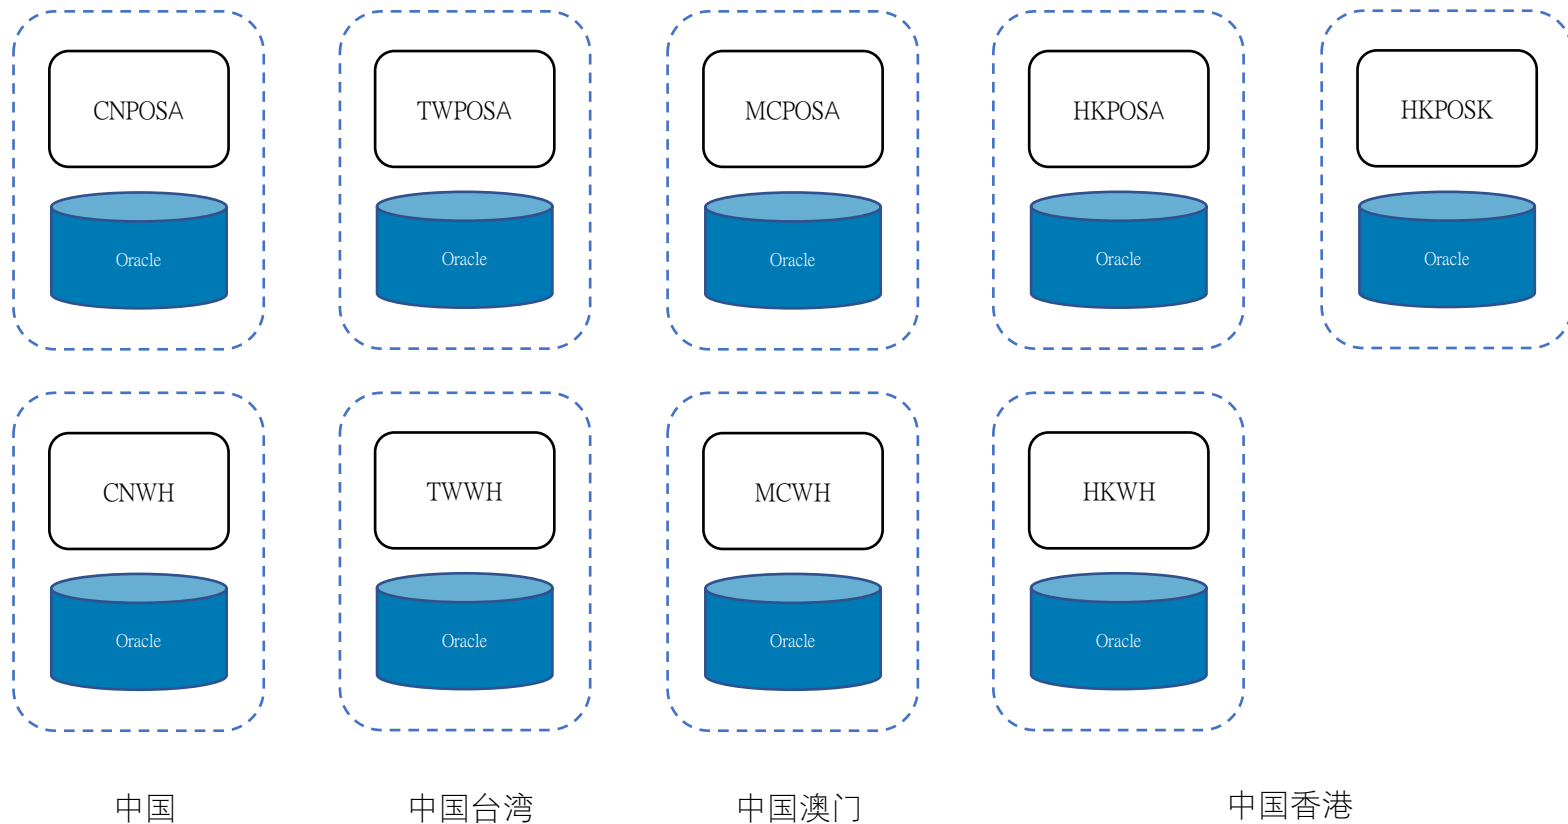 CNPOSA
TWPOSA
MCPOSA
HKPOSA
HKPOSK
Oracle
Oracle
Oracle
Oracle
Oracle
CNWH
TWWH
MCWH
HKWH
Oracle
Oracle
Oracle
Oracle
中国
中国台湾
中国澳门
中国香港